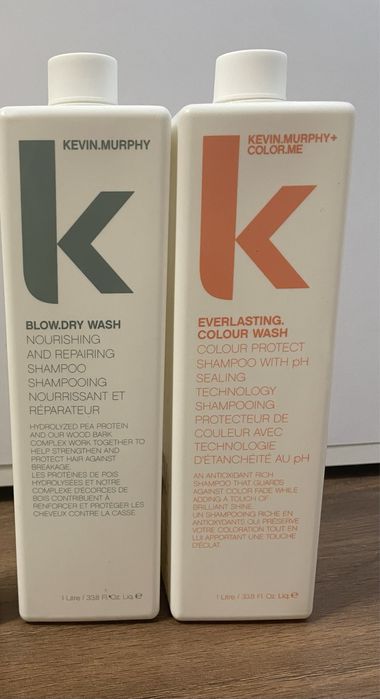 KEVIN.MURPHY
BLOW.DRY WASH
NOURISHING
AND REPAIRING
SHAMPOO
SHAMPOOING
NOURRISSANT ET
RÉPARATEUR
HYDROLYZED PEA PROTEIN
AND OUR WOOD BARK
COMPLEX WORK TOGETHER TO
HELP STRENGTHEN AND
PROTECT HAIR AGAINST
BREAKAGE.
LES PROTÉINES DE POIS
HYDROLYSÉES ET NOTRE
COMPLEXE D'ÉCORCES DE
BOIS CONTRIBUENT À
RENFORCER ET PROTÉGER LES
CHEVEUX CONTRE LA CASSE
1 Litre / 33.8 Fl. Oz. Liq. e
KEVIN.MURPHY+
COLOR.ME
EVERLASTING.
COLOUR WASH
COLOUR PROTECT
SHAMPOO WITH pH
SEALING
TECHNOLOGY
SHAMPOOING
PROTECTEUR DE
COULEUR AVEC
TECHNOLOGIE
D'ÉTANCHÉITÉ AU pH
AN ANTIOXIDANT RICH
SHAMPOO THAT GUARDS
AGAINST COLOR FADE WHILE
ADDING A TOUCH OF
BRILLIANT SHINE.
UN SHAMPOOING RICHE EN
ANTIOXYDANTS QUI PRÉSERVE
VOTRE COLORATION TOUT EN
LUI APPORTANT UNE TOUCHE
D'ÉCLAT.
1 Litre / 33.8 Fl. Oz. Liq. e